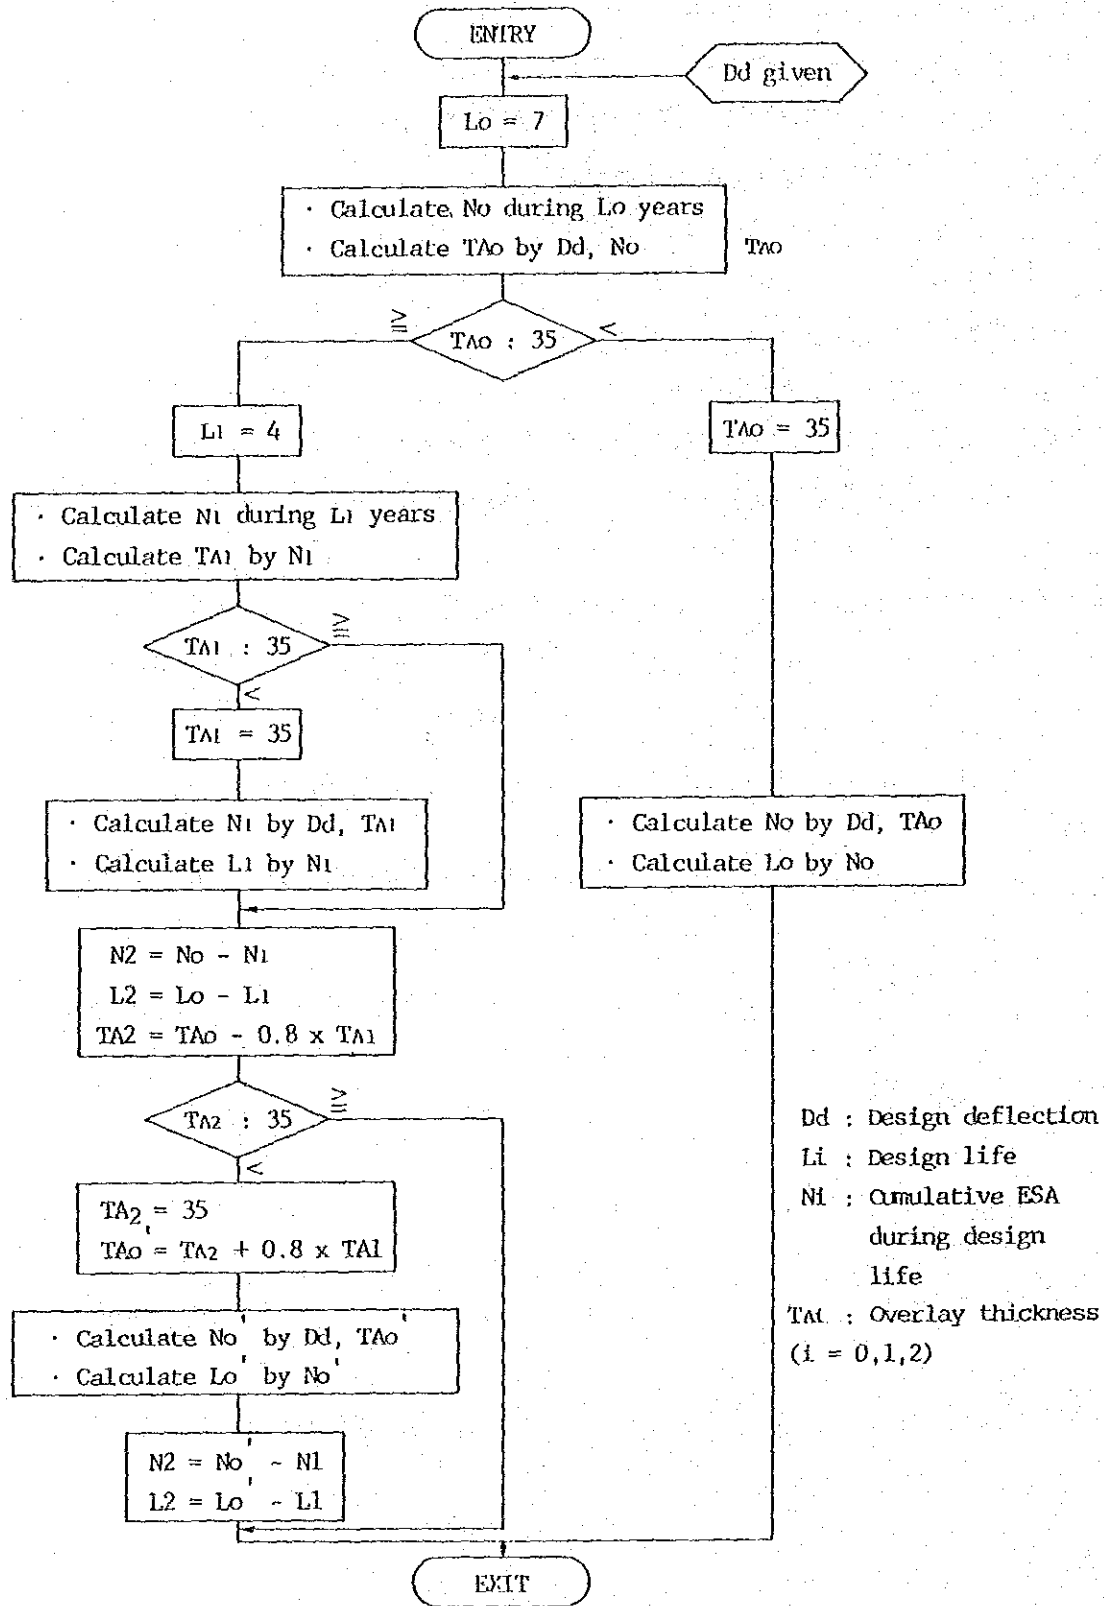 ENTRY
Dd given
Lo = 7
· Calculate No during Lo years
· Calculate TAo by Dd, No
TAO
≧
<
TAO : 35
L1 = 4
TAO = 35
· Calculate N1 during L1 years
· Calculate TA1 by N1
≧
TA1 : 35
<
TA1 = 35
· Calculate N1 by Dd, TA1
· Calculate L1 by N1
· Calculate No by Dd, TAo
· Calculate Lo by No
N2 = No - N1
L2 = Lo - L1
TA2 = TAo - 0.8 x TA1
≧
TA2 : 35
<
TA2 = 35
TAo' = TA2 + 0.8 x TA1
· Calculate No' by Dd, TAo'
· Calculate Lo' by No'
N2 = No' - N1
L2 = Lo' - L1
EXIT
Dd : Design deflection
Li : Design life
Ni : Cumulative ESA
during design
life
TAi : Overlay thickness
(i = 0,1,2)